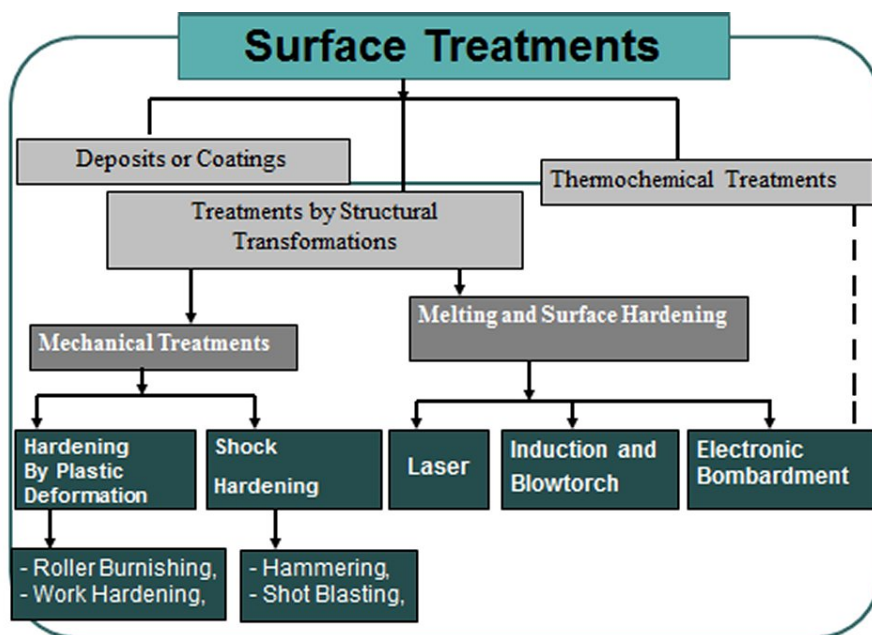 Surface Treatments
Deposits or Coatings
Thermochemical Treatments
Treatments by Structural
Transformations
Melting and Surface Hardening
Mechanical Treatments
Hardening
By Plastic
Deformation
Shock
Hardening
Laser
Induction and
Blowtorch
Electronic
Bombardment
- Roller Burnishing,
- Work Hardening,
- Hammering,
- Shot Blasting,